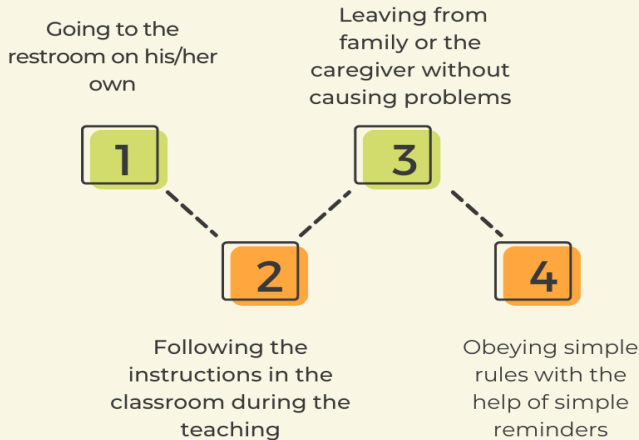 Going to the
restroom on his/her
own
1
Leaving from
family or the
caregiver without
causing problems
3
2
Following the
instructions in the
classroom during the
teaching
4
Obeying simple
rules with the
help of simple
reminders